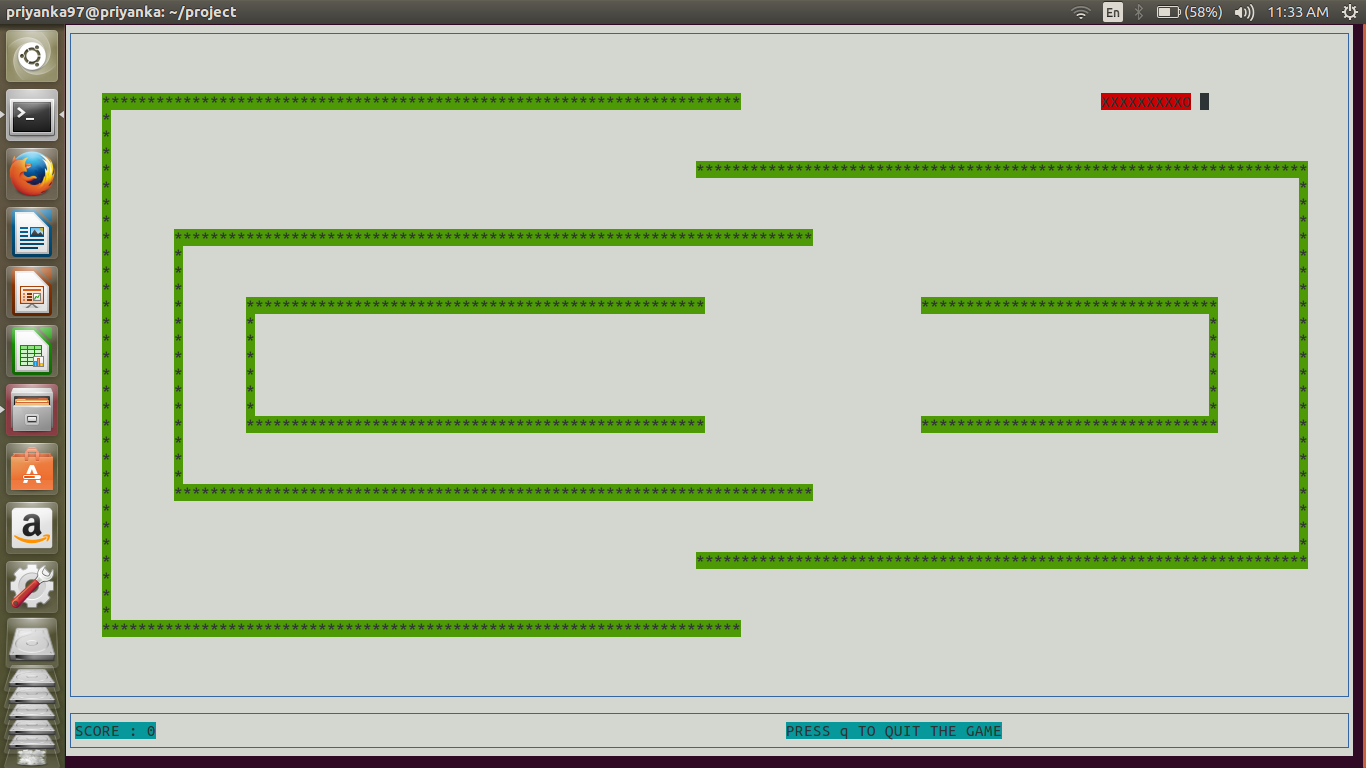 priyanka97@priyanka: ~/project
En
(58%)
11:33 AM
XXXXXXXXXO
SCORE : 0
PRESS q TO QUIT THE GAME